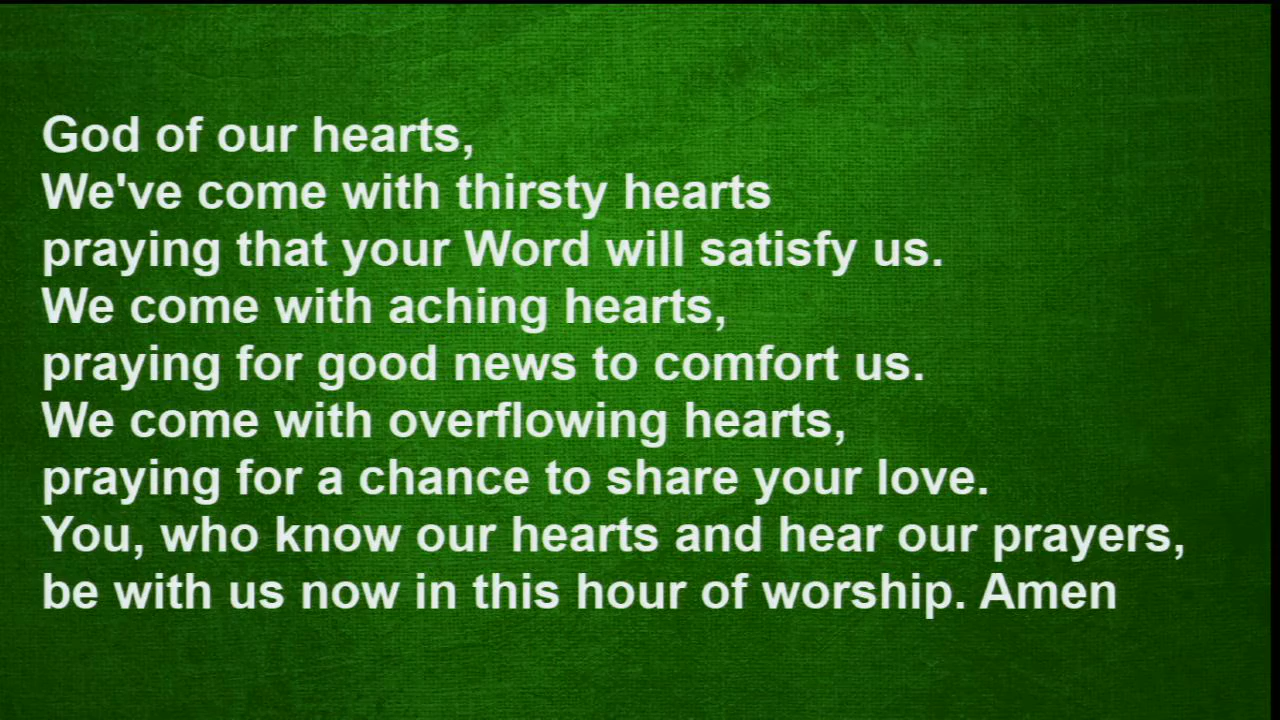 God of our hearts,
We've come with thirsty hearts
praying that your Word will satisfy us.
We come with aching hearts,
praying for good news to comfort us.
We come with overflowing hearts,
praying for a chance to share your love.
You, who know our hearts and hear our prayers,
be with us now in this hour of worship. Amen